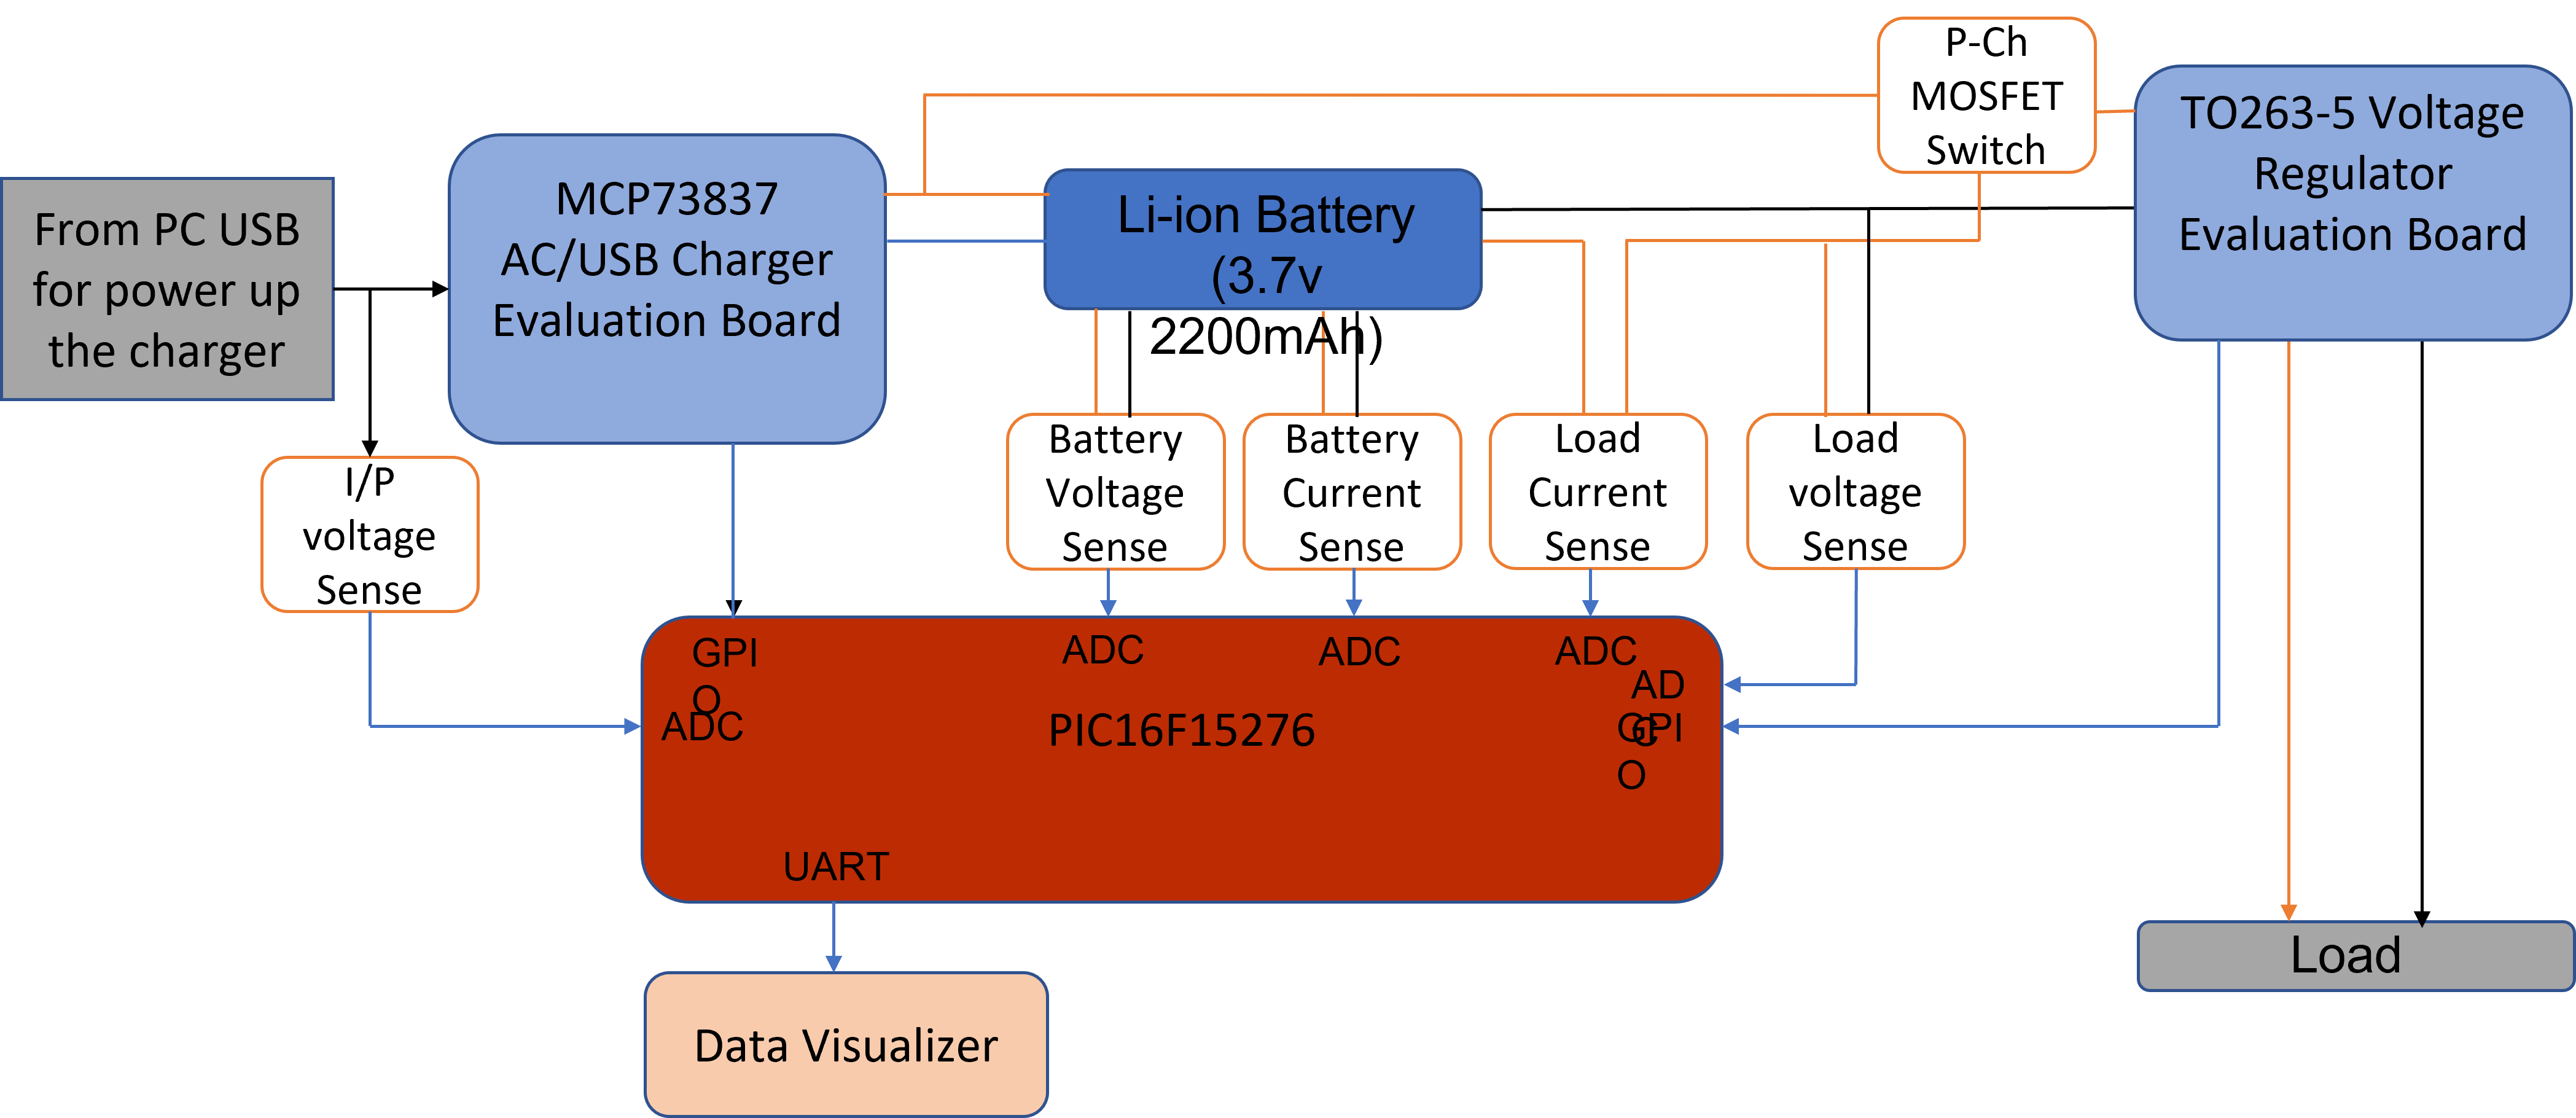 P-Ch
MOSFET
Switch
TO263-5 Voltage
Regulator
Evaluation Board
MCP73837
AC/USB Charger
Evaluation Board
Li-ion Battery
(3.7v
2200mAh)
From PC USB
for power up
the charger
I/P
voltage
Sense
Battery
Voltage
Sense
Battery
Current
Sense
Load
Current
Sense
Load
voltage
Sense
GPI
O
ADC
ADC
ADC
ADC
AD
C
GPI
O
PIC16F15276
UART
Load
Data Visualizer